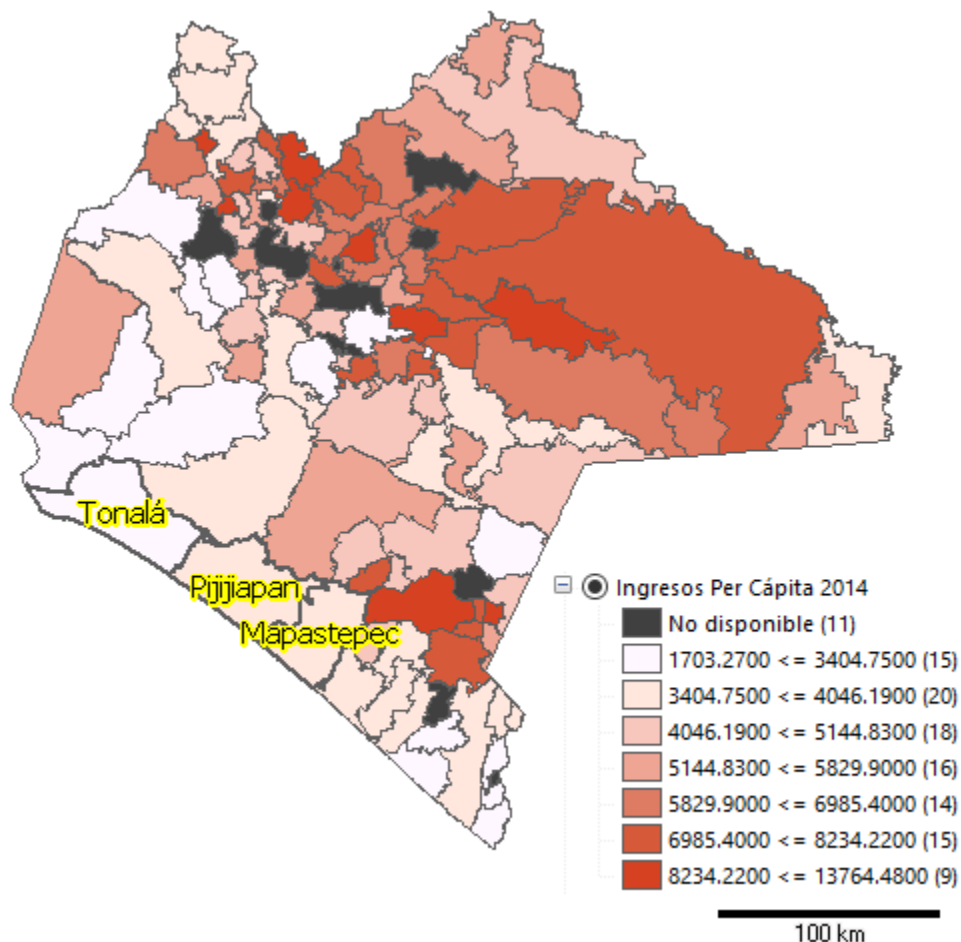 Tonalá
Pijijiapan
Mapastepec
Ingresos Per Cápita 2014
No disponible (11)
1703.2700 <= 3404.7500 (15)
3404.7500 <= 4046.1900 (20)
4046.1900 <= 5144.8300 (18)
5144.8300 <= 5829.9000 (16)
5829.9000 <= 6985.4000 (14)
6985.4000 <= 8234.2200 (15)
8234.2200 <= 13764.4800 (9)
100 km